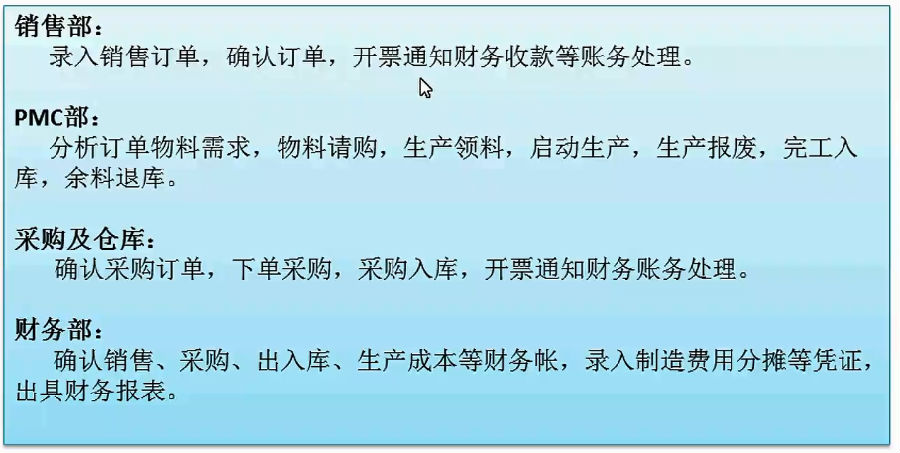 销售部：
录入销售订单，确认订单，开票通知财务收款等账务处理。
PMC部：
分析订单物料需求，物料请购，生产领料，启动生产，生产报废，完工入
库，余料退库。
采购及仓库：
确认采购订单，下单采购，采购入库，开票通知财务账务处理。
财务部：
确认销售、采购、出入库、生产成本等财务帐，录入制造费用分摊等凭证，
出具财务报表。